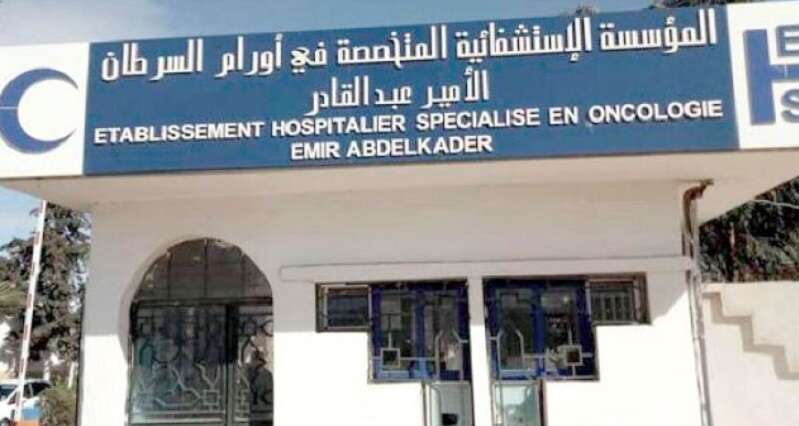 المؤسسة الإستشفائية المتخصصة في أورام السرطان
الأمير عبد القادر
ETABLISSEMENT HOSPITALIER SPECIALISE EN ONCOLOGIE
EMIR ABDELKADER
E
H
S